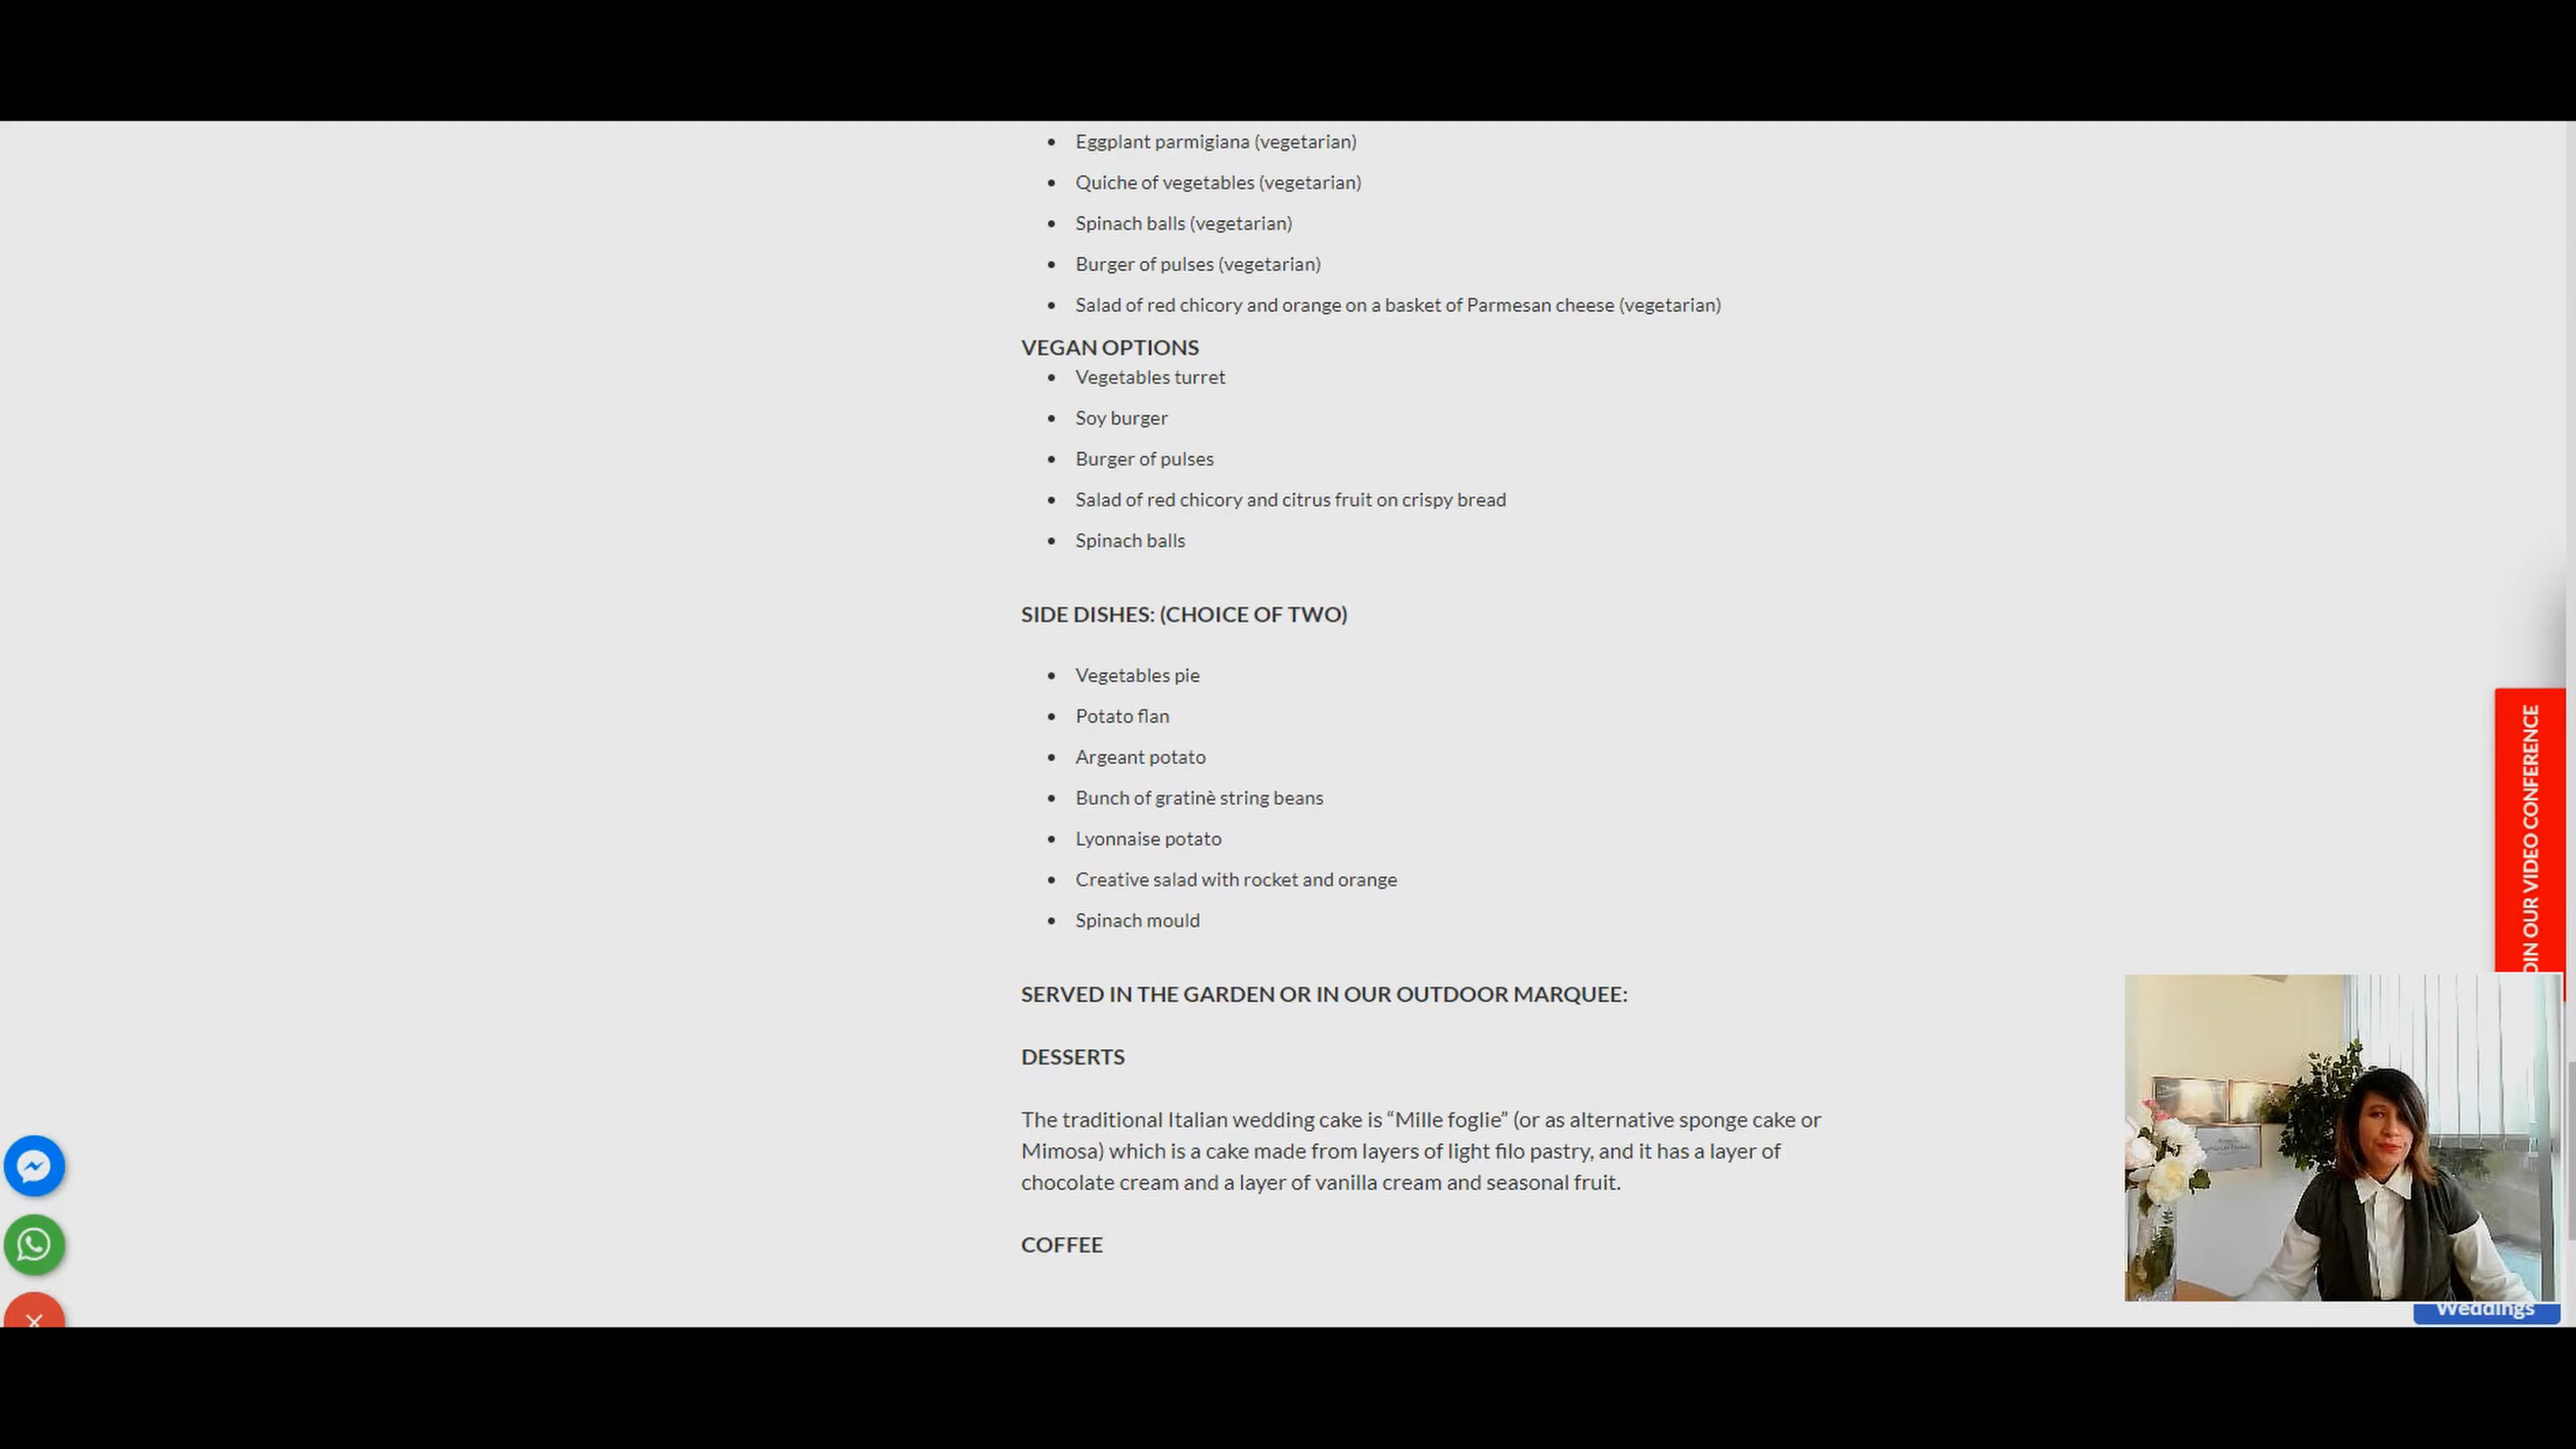 Eggplant parmigiana (vegetarian)
Quiche of vegetables (vegetarian)
Spinach balls (vegetarian)
Burger of pulses (vegetarian)
Salad of red chicory and orange on a basket of Parmesan cheese (vegetarian)
VEGAN OPTIONS
Vegetables turret
Soy burger
Burger of pulses
Salad of red chicory and citrus fruit on crispy bread
Spinach balls
SIDE DISHES: (CHOICE OF TWO)
Vegetables pie
Potato flan
Argeant potato
Bunch of gratinè string beans
Lyonnaise potato
Creative salad with rocket and orange
Spinach mould
SERVED IN THE GARDEN OR IN OUR OUTDOOR MARQUEE:
DESSERTS
The traditional Italian wedding cake is “Mille foglie” (or as alternative sponge cake or
Mimosa) which is a cake made from layers of light filo pastry, and it has a layer of
chocolate cream and a layer of vanilla cream and seasonal fruit.
COFFEE
OIN OUR VIDEO CONFERENCE
Weddings